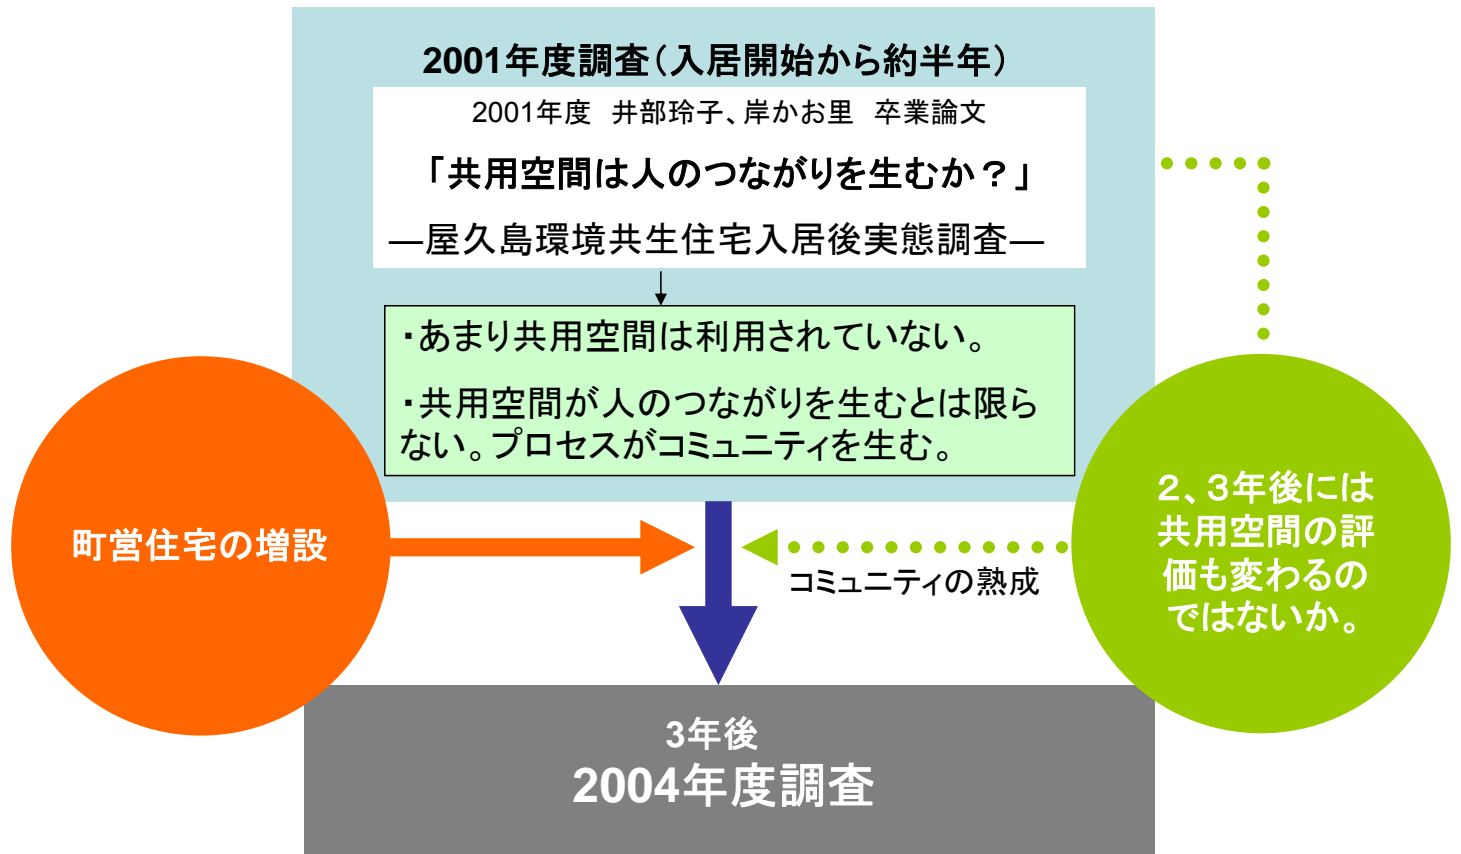 2001年度調査（入居開始から約半年）
2001年度　井部玲子、岸かお里　卒業論文
「共用空間は人のつながりを生むか？」
―屋久島環境共生住宅入居後実態調査―
・あまり共用空間は利用されていない。
・共用空間が人のつながりを生むとは限ら
ない。プロセスがコミュニティを生む。
町営住宅の増設
コミュニティの熟成
２、３年後には
共用空間の評
価も変わるの
ではないか。
3年後
2004年度調査